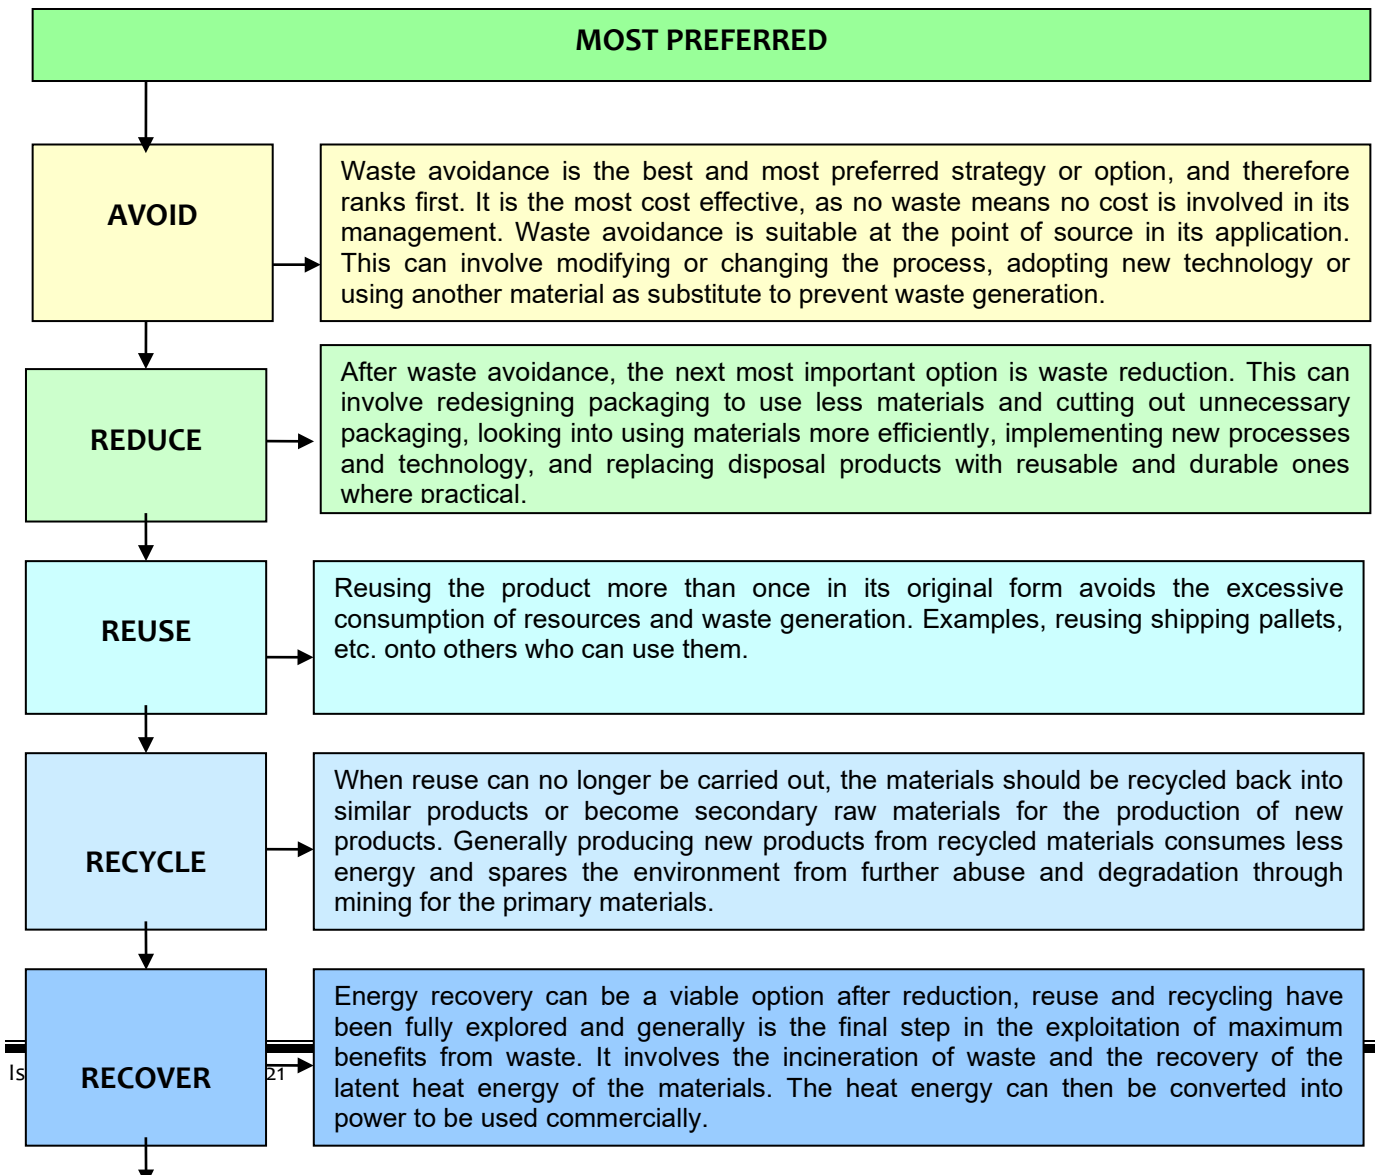 MOST PREFERRED
AVOID
Waste avoidance is the best and most preferred strategy or option, and therefore
ranks first. It is the most cost effective, as no waste means no cost is involved in its
management. Waste avoidance is suitable at the point of source in its application.
This can involve modifying or changing the process, adopting new technology or
using another material as substitute to prevent waste generation.
REDUCE
After waste avoidance, the next most important option is waste reduction. This can
involve redesigning packaging to use less materials and cutting out unnecessary
packaging, looking into using materials more efficiently, implementing new processes
and technology, and replacing disposal products with reusable and durable ones
where practical.
REUSE
Reusing the product more than once in its original form avoids the excessive
consumption of resources and waste generation. Examples, reusing shipping pallets,
etc. onto others who can use them.
RECYCLE
When reuse can no longer be carried out, the materials should be recycled back into
similar products or become secondary raw materials for the production of new
products. Generally producing new products from recycled materials consumes less
energy and spares the environment from further abuse and degradation through
mining for the primary materials.
RECOVER
Energy recovery can be a viable option after reduction, reuse and recycling have
been fully explored and generally is the final step in the exploitation of maximum
benefits from waste. It involves the incineration of waste and the recovery of the
latent heat energy of the materials. The heat energy can then be converted into
power to be used commercially.
Is 21